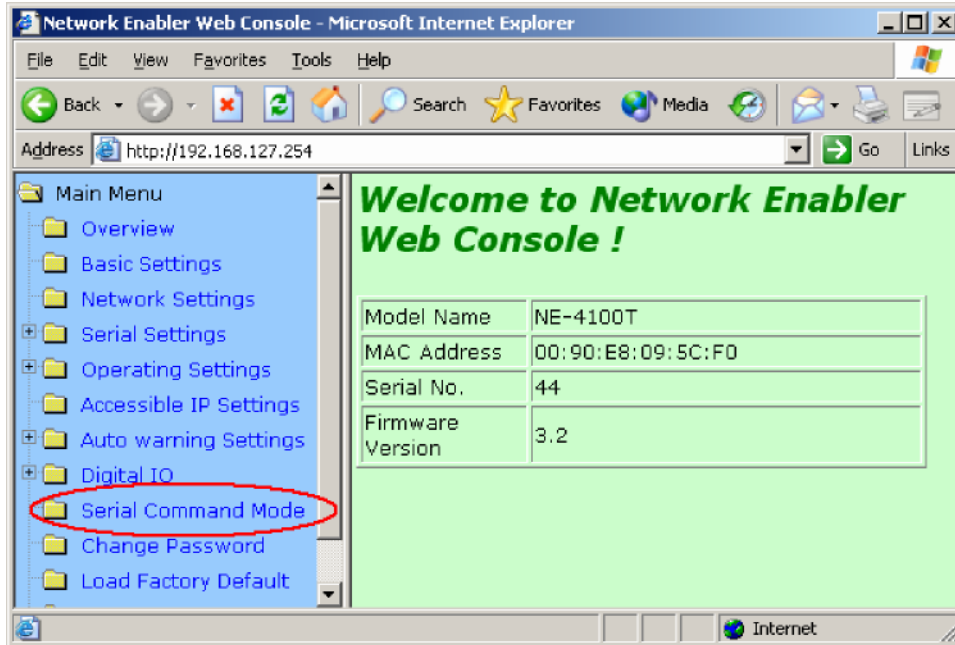 Network Enabler Web Console - Microsoft Internet Explorer
File Edit View Favorites Tools Help
Back Search Favorites Media
Address http://192.168.127.254 Go Links
Main Menu
Overview
Basic Settings
Network Settings
Serial Settings
Operating Settings
Accessible IP Settings
Auto warning Settings
Digital IO
Serial Command Mode
Change Password
Load Factory Default
Welcome to Network Enabler
Web Console !
Model Name NE-4100T
MAC Address 00:90:E8:09:5C:F0
Serial No. 44
Firmware
Version 3.2
Internet